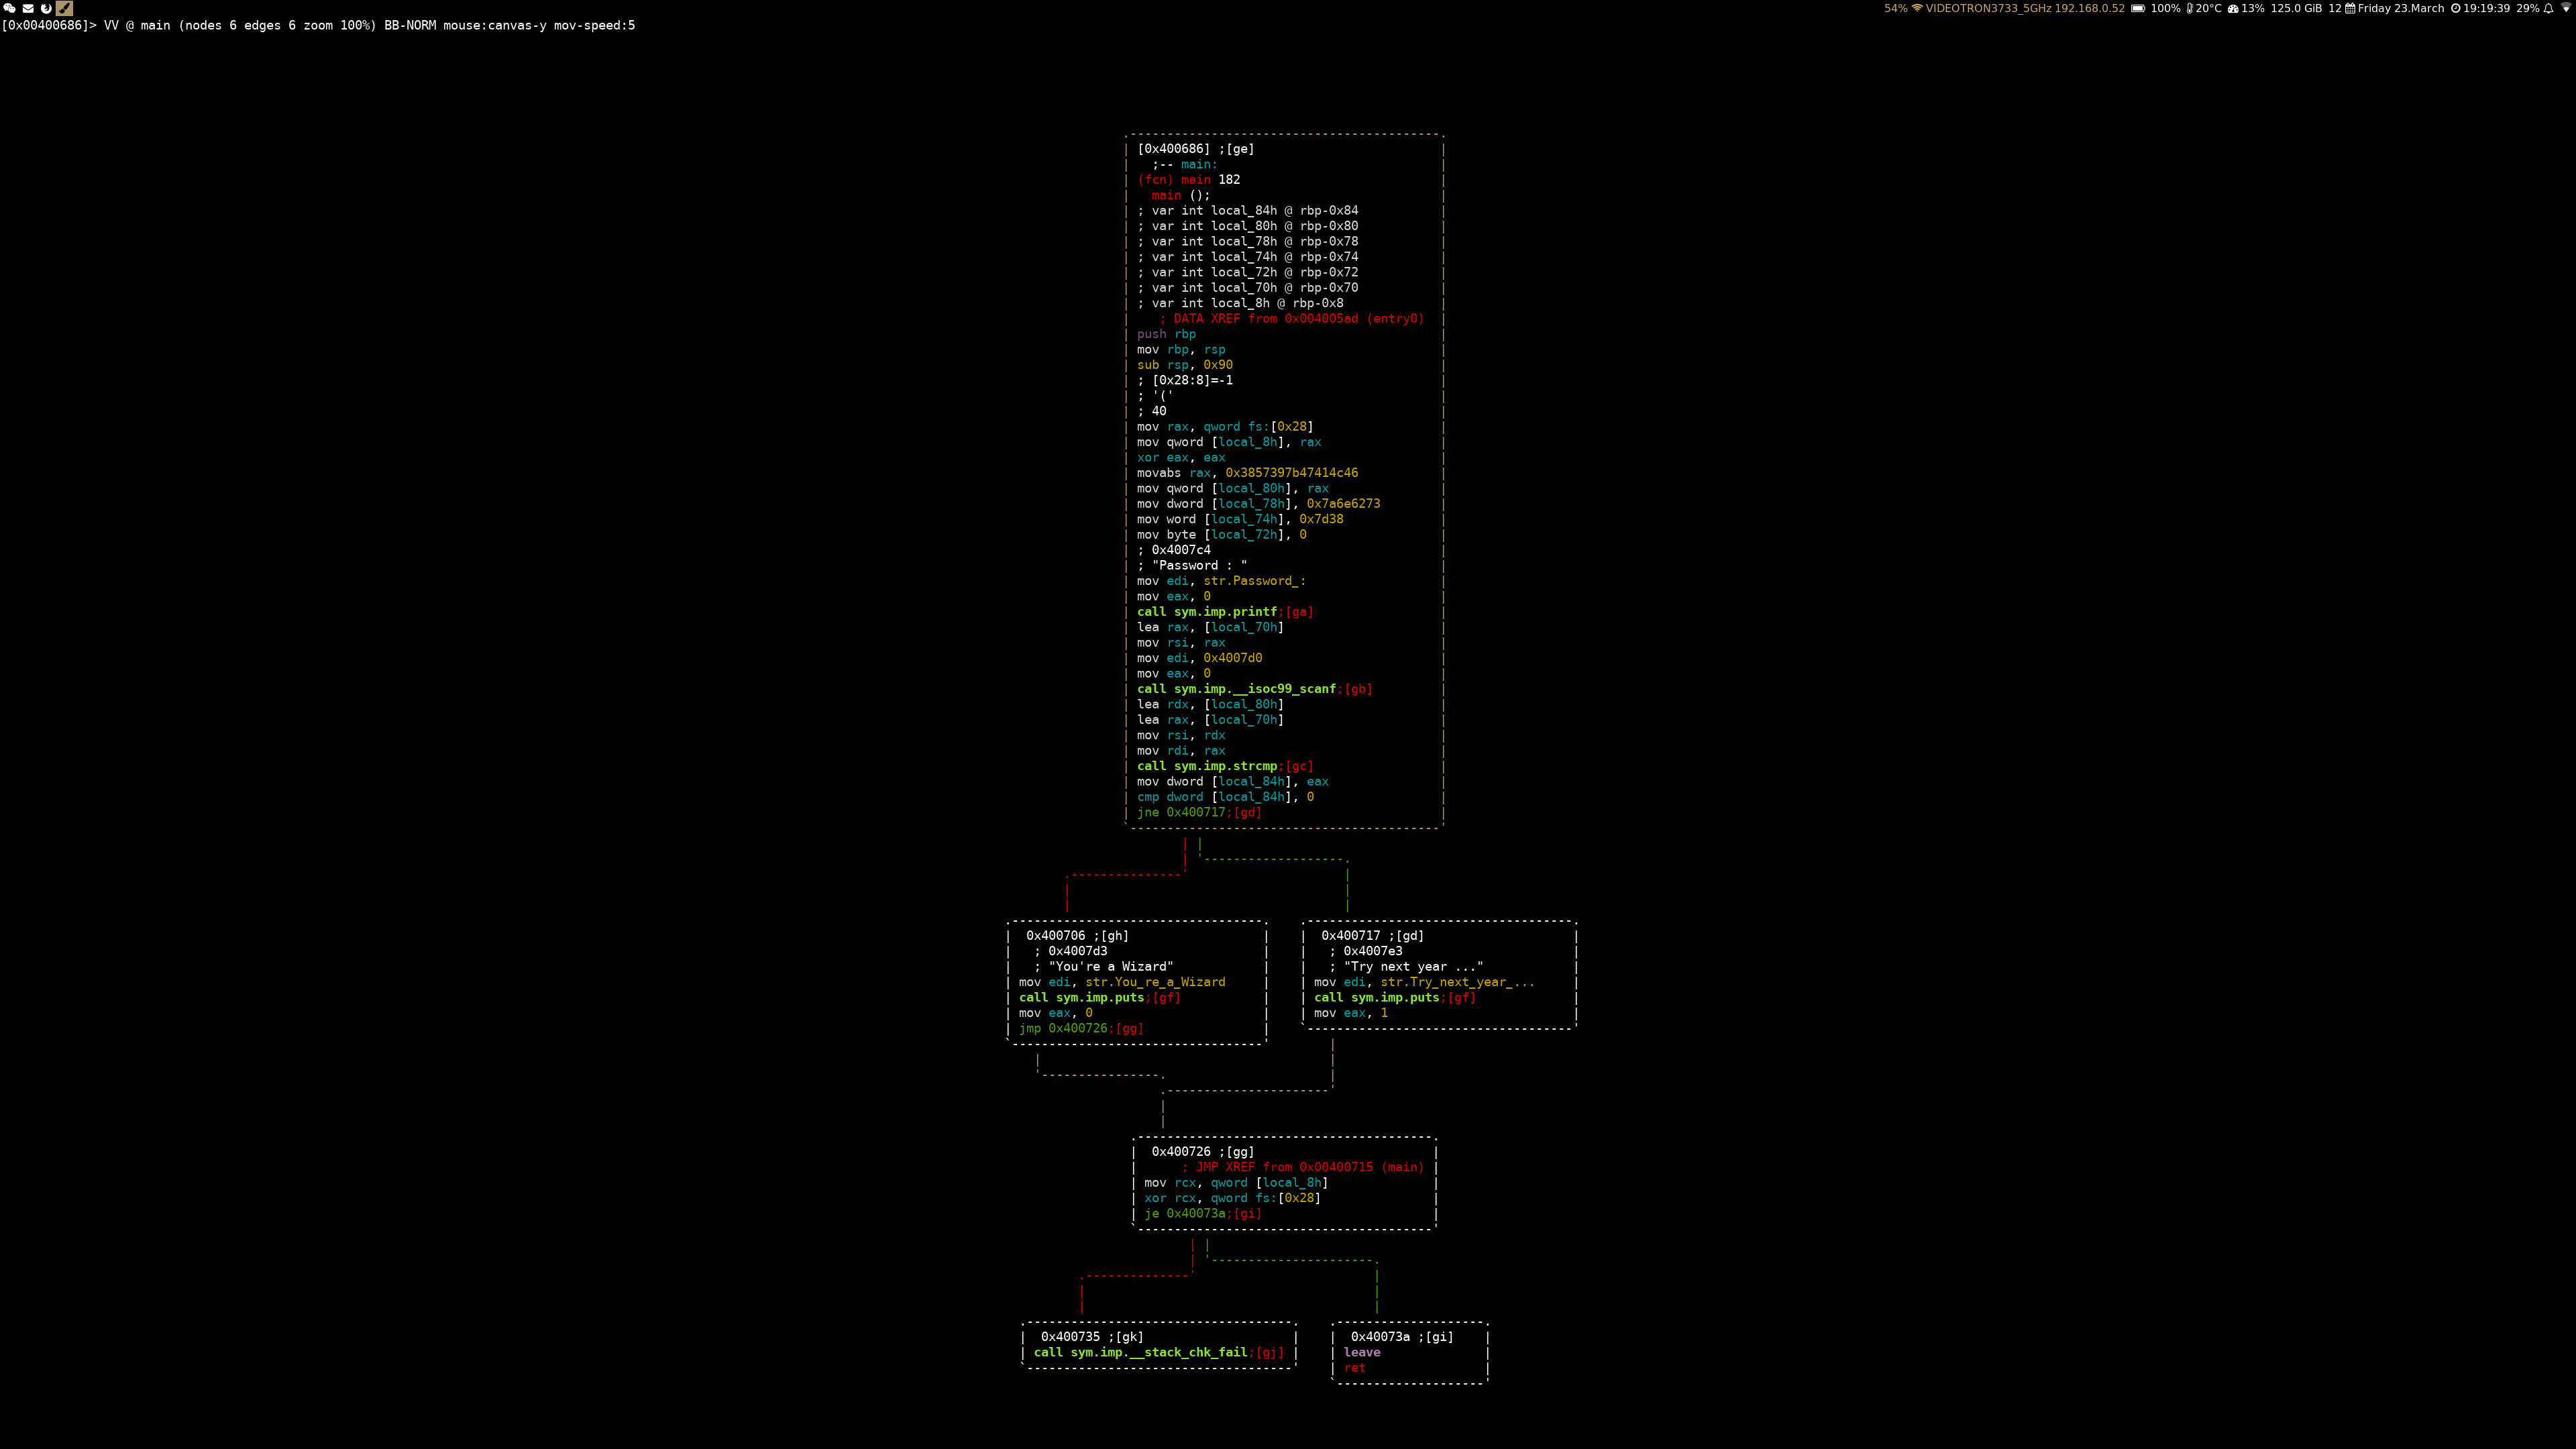 54% VIDEOTRON3733_5GHz 192.168.0.52 100% 20°C 13% 125.0 GiB 12 Friday 23.March 19:19:39 29%
[0x00400686]> VV @ main (nodes 6 edges 6 zoom 100%) BB-NORM mouse:canvas-y mov-speed:5
[0x400686] ;[ge]
;-- main:
(fcn) main 182
main ();
; var int local_84h @ rbp-0x84
; var int local_80h @ rbp-0x80
; var int local_78h @ rbp-0x78
; var int local_74h @ rbp-0x74
; var int local_72h @ rbp-0x72
; var int local_70h @ rbp-0x70
; var int local_8h @ rbp-0x8
; DATA XREF from 0x004005ad (entry0)
push rbp
mov rbp, rsp
sub rsp, 0x90
; [0x28:8]=-1
; '('
; 40
mov rax, qword fs:[0x28]
mov qword [local_8h], rax
xor eax, eax
movabs rax, 0x3857397b47414c46
mov qword [local_80h], rax
mov dword [local_78h], 0x7a6e6273
mov word [local_74h], 0x7d38
mov byte [local_72h], 0
; 0x4007c4
; "Password : "
mov edi, str.Password_:
mov eax, 0
call sym.imp.printf;[ga]
lea rax, [local_70h]
mov rsi, rax
mov edi, 0x4007d0
mov eax, 0
call sym.imp.__isoc99_scanf;[gb]
lea rdx, [local_80h]
lea rax, [local_70h]
mov rsi, rdx
mov rdi, rax
call sym.imp.strcmp;[gc]
mov dword [local_84h], eax
cmp dword [local_84h], 0
jne 0x400717;[gd]
0x400706 ;[gh]
; 0x4007d3
; "You're a Wizard"
mov edi, str.You_re_a_Wizard
call sym.imp.puts;[gf]
mov eax, 0
jmp 0x400726;[gg]
0x400717 ;[gd]
; 0x4007e3
; "Try next year ..."
mov edi, str.Try_next_year_...
call sym.imp.puts;[gf]
mov eax, 1
0x400726 ;[gg]
; JMP XREF from 0x00400715 (main)
mov rcx, qword [local_8h]
xor rcx, qword fs:[0x28]
je 0x40073a;[gi]
0x400735 ;[gk]
call sym.imp.__stack_chk_fail;[gj]
0x40073a ;[gi]
leave
ret